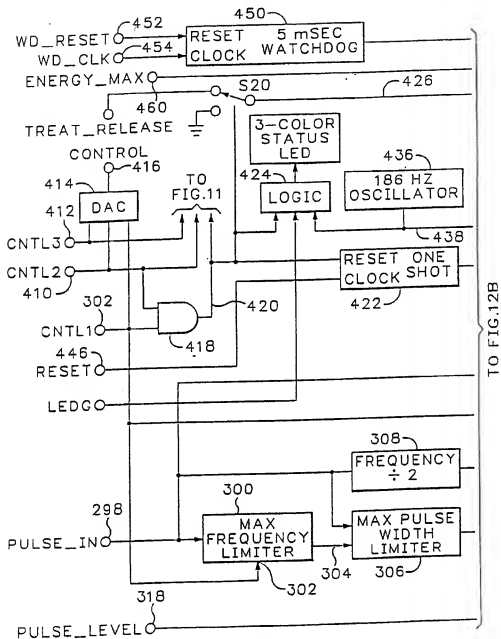 452
WD_RESET
454
WD_CLK
450
RESET 5 mSEC
CLOCK WATCHDOG
ENERGY_MAX
460
S20
426
TREAT_RELEASE
3-COLOR
STATUS
LED
CONTROL
416
414
DAC
412
CNTL3
CNTL2
410
TO
FIG.11
424
LOGIC
436
186 HZ
OSCILLATOR
438
302
CNTL1
418
420
RESET ONE
CLOCK SHOT
422
446
RESET
LEDG
308
FREQUENCY
÷ 2
298
PULSE_IN
300
MAX
FREQUENCY
LIMITER
302
304
MAX PULSE
WIDTH
LIMITER
306
318
PULSE_LEVEL
TO FIG.12B